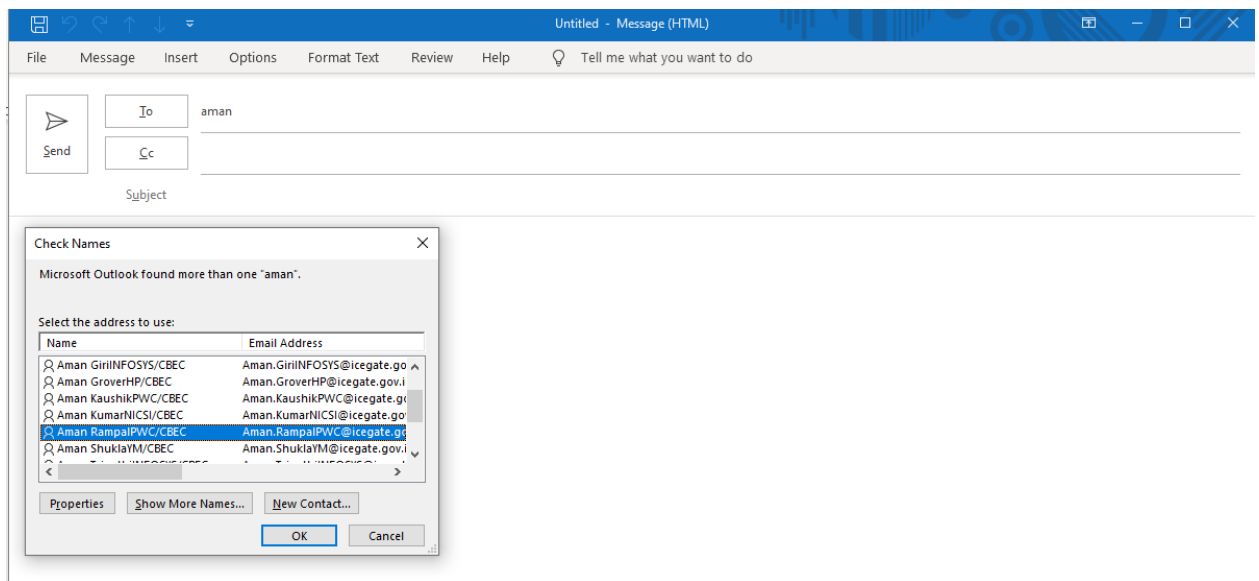 Untitled - Message (HTML)
File Message Insert Options Format Text Review Help Tell me what you want to do
To aman
Send Cc
Subject
Check Names
Microsoft Outlook found more than one "aman".
Select the address to use:
Name Email Address
Aman GiriINFOSYS/CBEC Aman.GiriINFOSYS@icegate.go
Aman GroverHP/CBEC Aman.GroverHP@icegate.gov.i
Aman KaushikPWC/CBEC Aman.KaushikPWC@icegate.go
Aman KumarNICSI/CBEC Aman.KumarNICSI@icegate.gov
Aman RampalPWC/CBEC Aman.RampalPWC@icegate.go
Aman ShuklaYM/CBEC Aman.ShuklaYM@icegate.gov.i
Properties Show More Names... New Contact...
OK Cancel